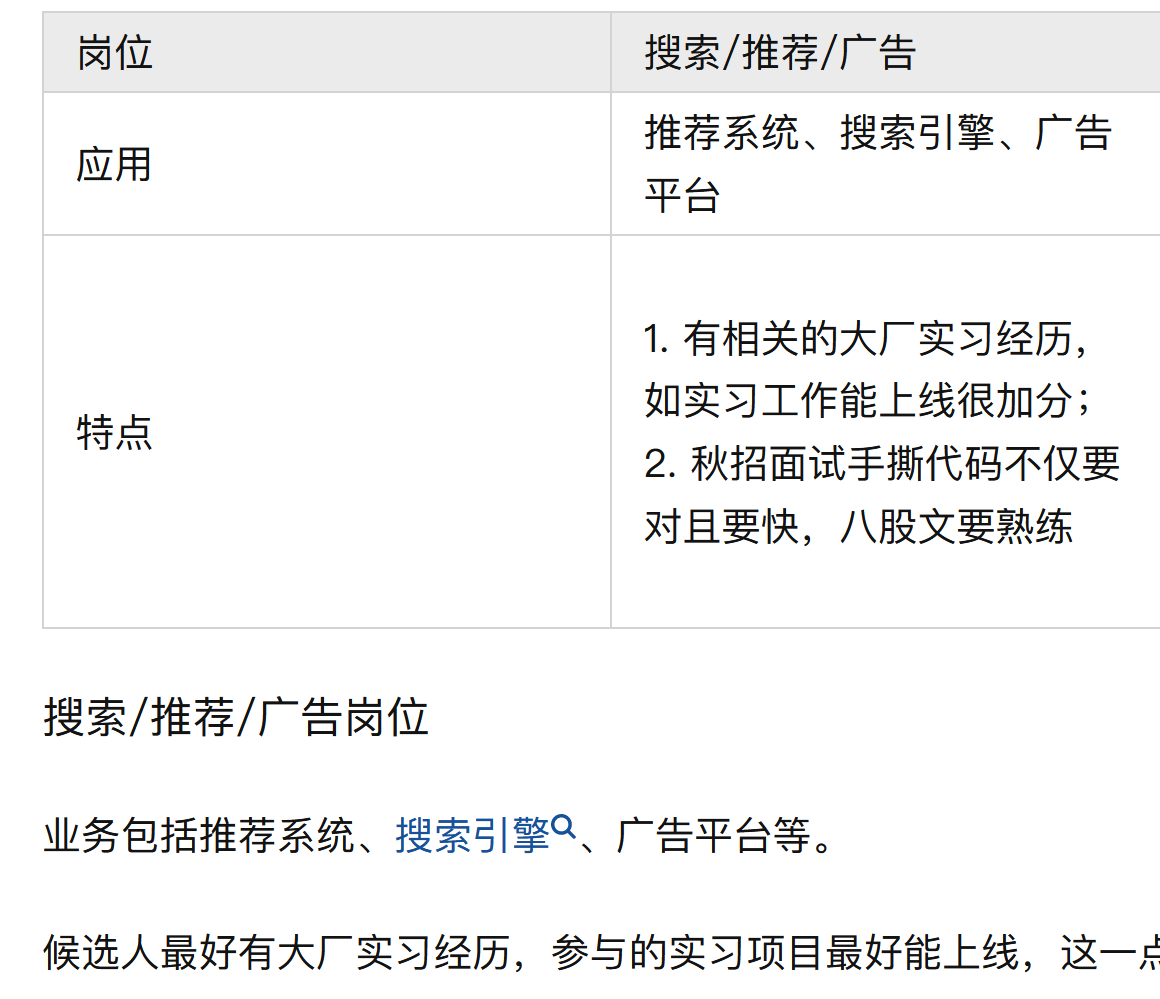 岗位
搜索/推荐/广告
应用
推荐系统、搜索引擎、广告
平台
特点
1. 有相关的大厂实习经历，
如实习工作能上线很加分；
2. 秋招面试手撕代码不仅要
对且要快，八股文要熟练
搜索/推荐/广告岗位
业务包括推荐系统、搜索引擎、广告平台等。
候选人最好有大厂实习经历，参与的实习项目最好能上线，这一点